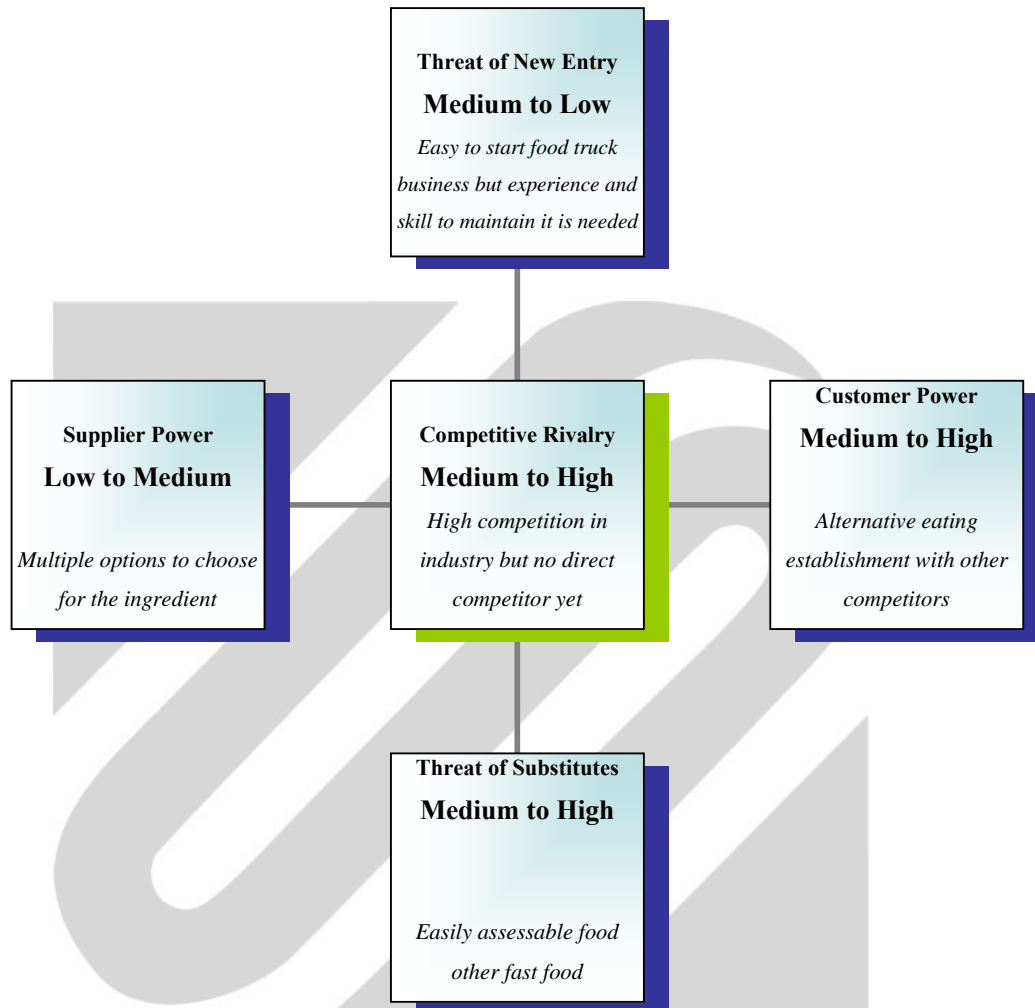 Threat of New Entry
Medium to Low
Easy to start food truck
business but experience and
skill to maintain it is needed
Supplier Power
Low to Medium
Multiple options to choose
for the ingredient
Competitive Rivalry
Medium to High
High competition in
industry but no direct
competitor yet
Customer Power
Medium to High
Alternative eating
establishment with other
competitors
Threat of Substitutes
Medium to High
Easily assessable food
other fast food